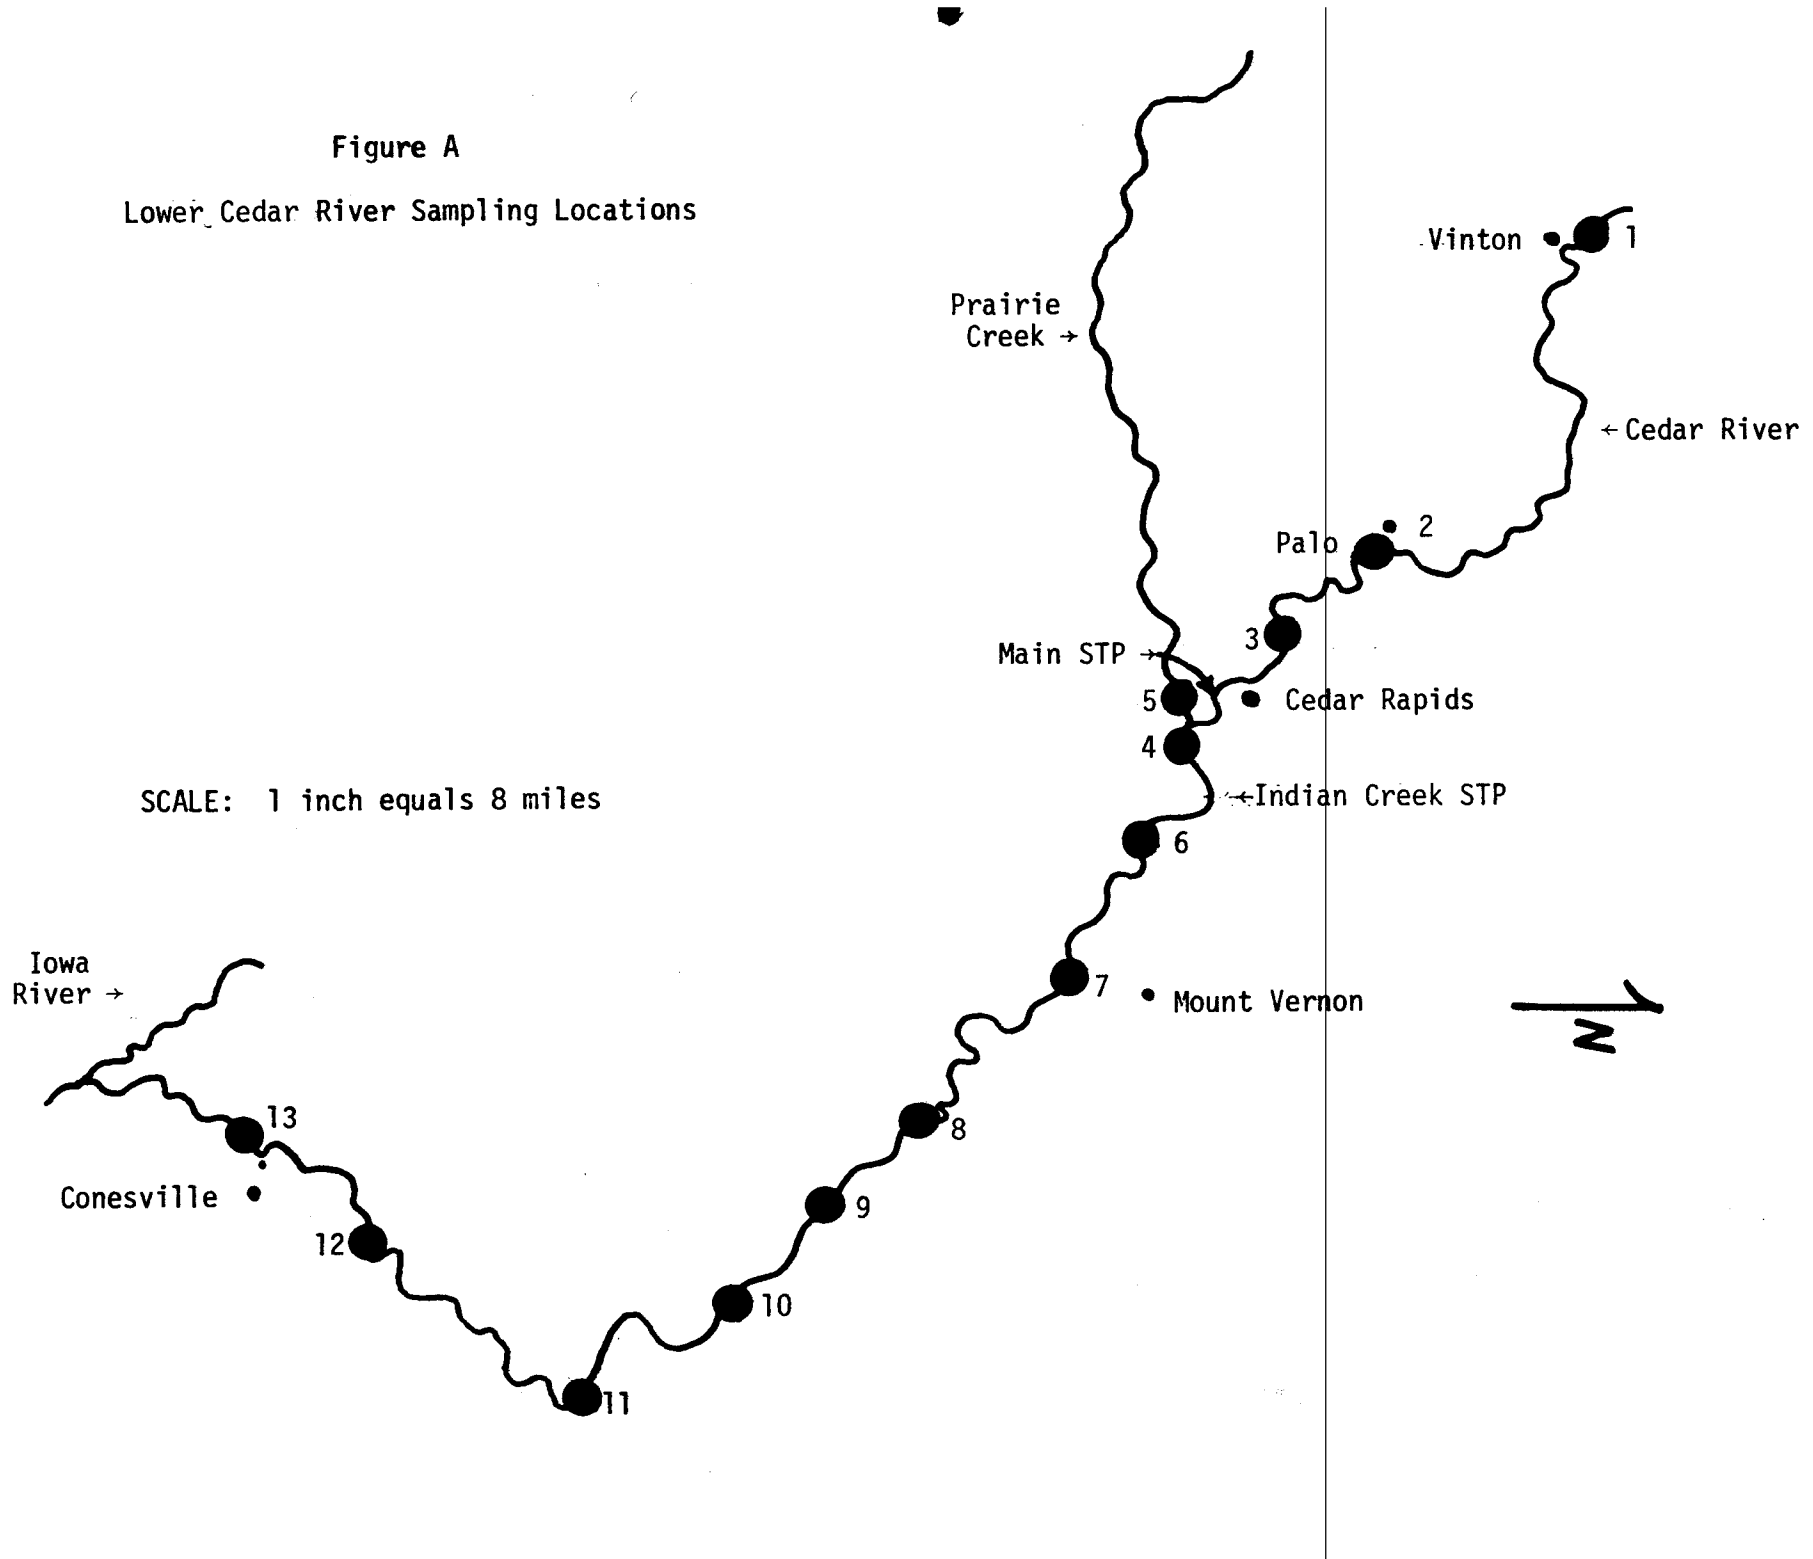 Figure A
Lower Cedar River Sampling Locations
Vinton
1
Prairie
Creek →
← Cedar River
2
Palo
3
Main STP →
5
Cedar Rapids
4
SCALE: 1 inch equals 8 miles
←Indian Creek STP
6
Iowa
River →
7
Mount Vernon
N
13
8
Conesville
9
12
10
11